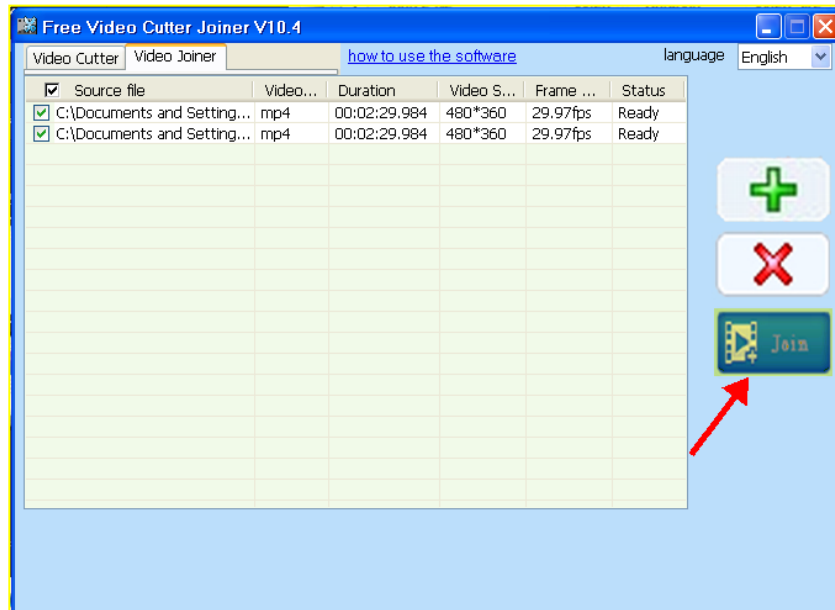 Free Video Cutter Joiner V10.4
Video Cutter Video Joiner how to use the software language English
Source file Video... Duration Video S... Frame ... Status
C:\Documents and Setting... mp4 00:02:29.984 480*360 29.97fps Ready
C:\Documents and Setting... mp4 00:02:29.984 480*360 29.97fps Ready
Join